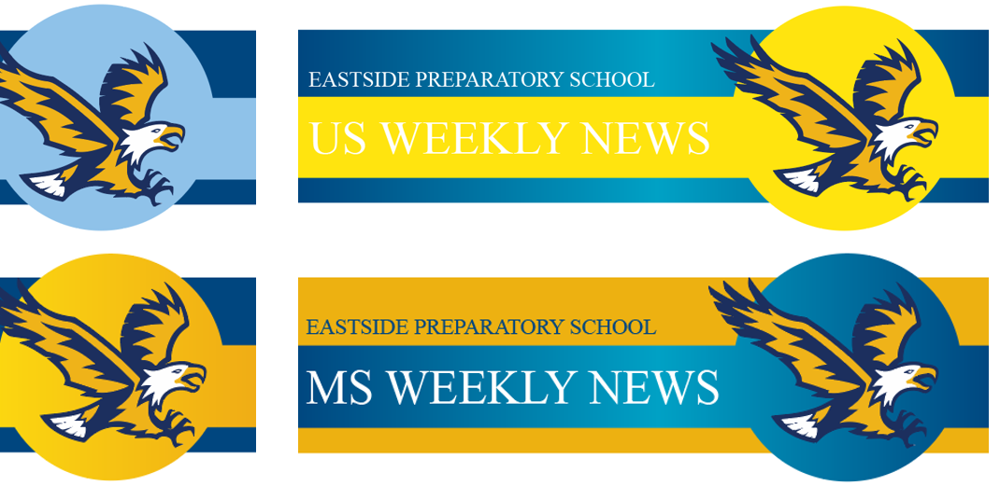 EASTSIDE PREPARATORY SCHOOL
US WEEKLY NEWS
EASTSIDE PREPARATORY SCHOOL
MS WEEKLY NEWS